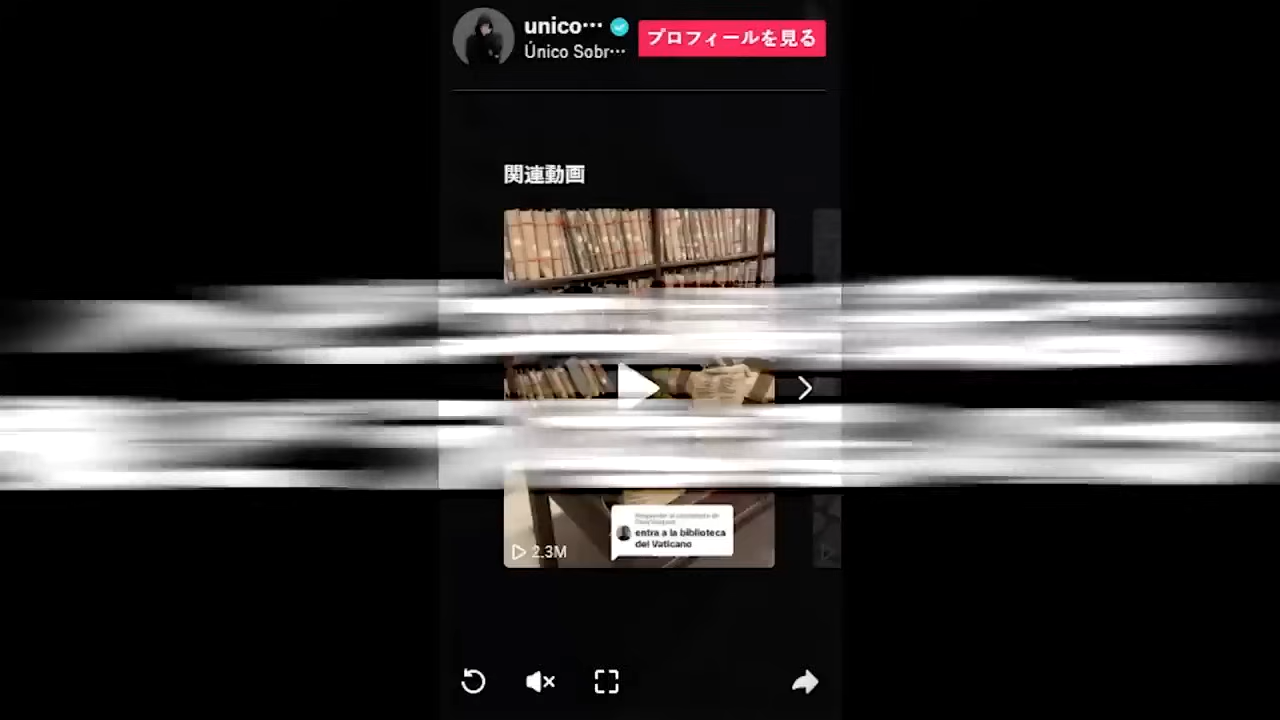 unico…
プロフィールを見る
Único Sobr…
関連動画
entra a la biblioteca
del Vaticano
2.3M